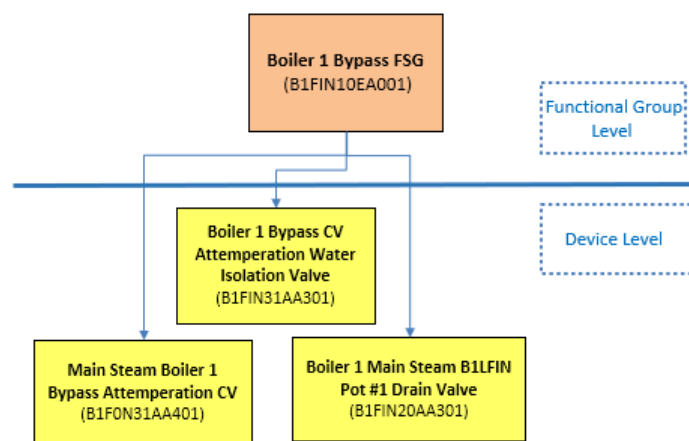 Boiler 1 Bypass FSG
(B1FIN10EA001)
Functional Group
Level
Boiler 1 Bypass CV
Attemperation Water
Isolation Valve
(B1FIN31AA301)
Device Level
Main Steam Boiler 1
Bypass Attemperation CV
(B1F0N31AA401)
Boiler 1 Main Steam B1LFIN
Pot #1 Drain Valve
(B1FIN20AA301)